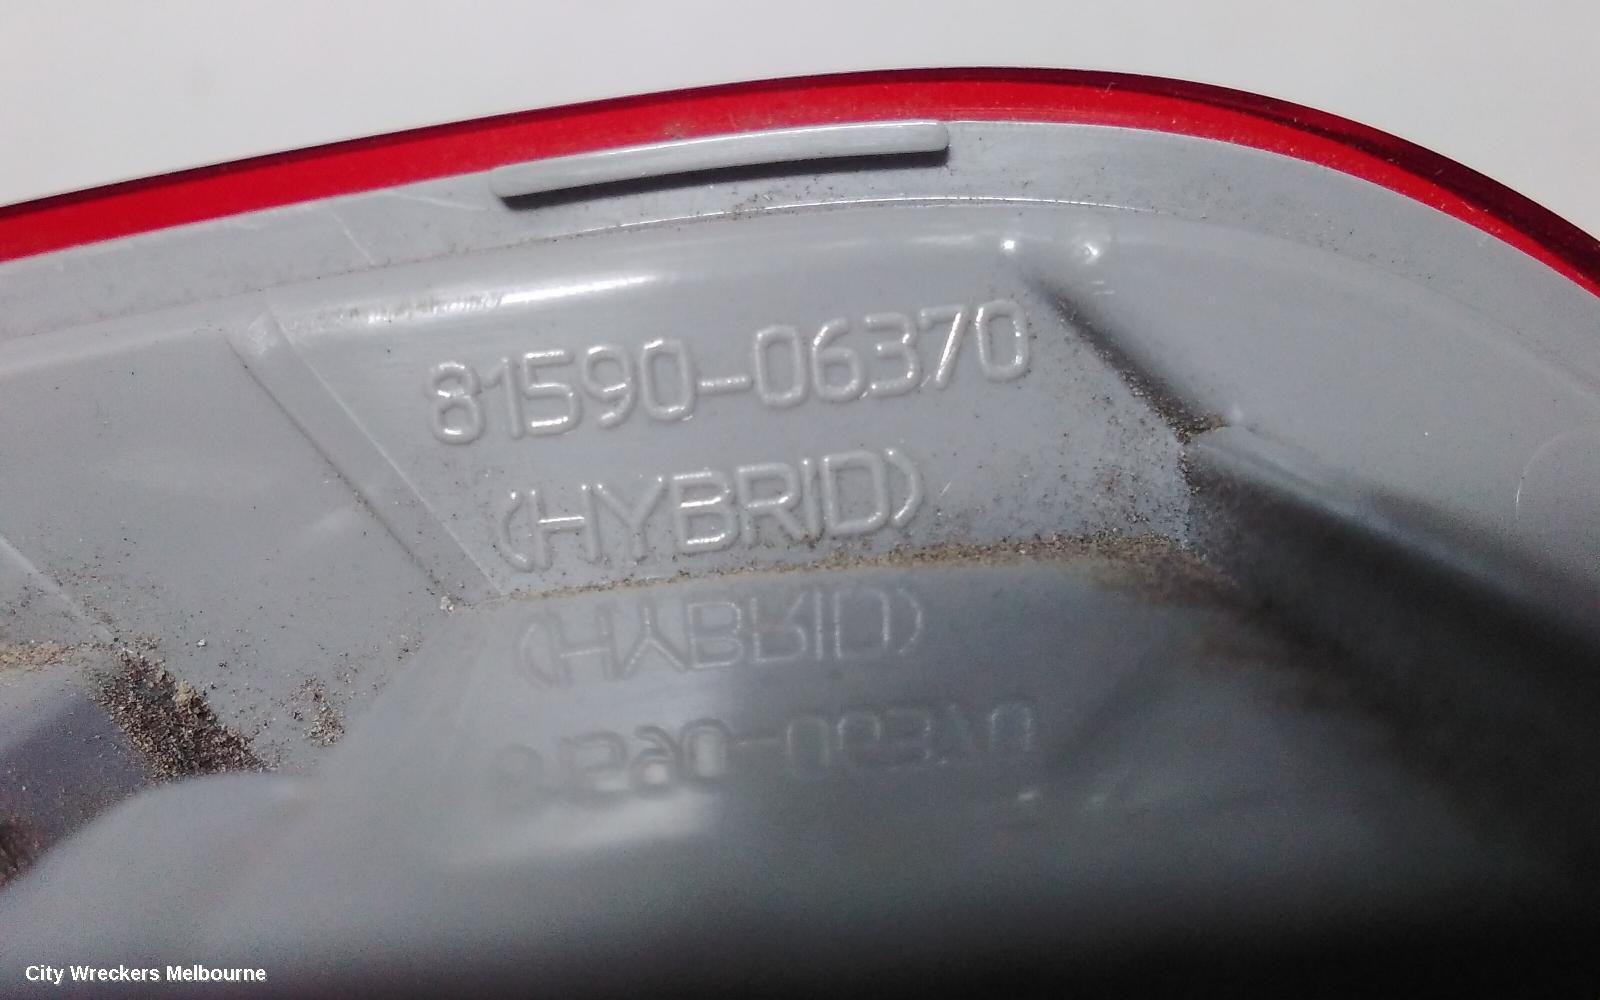 81590-06370
(HYBRID)
City Wreckers Melbourne